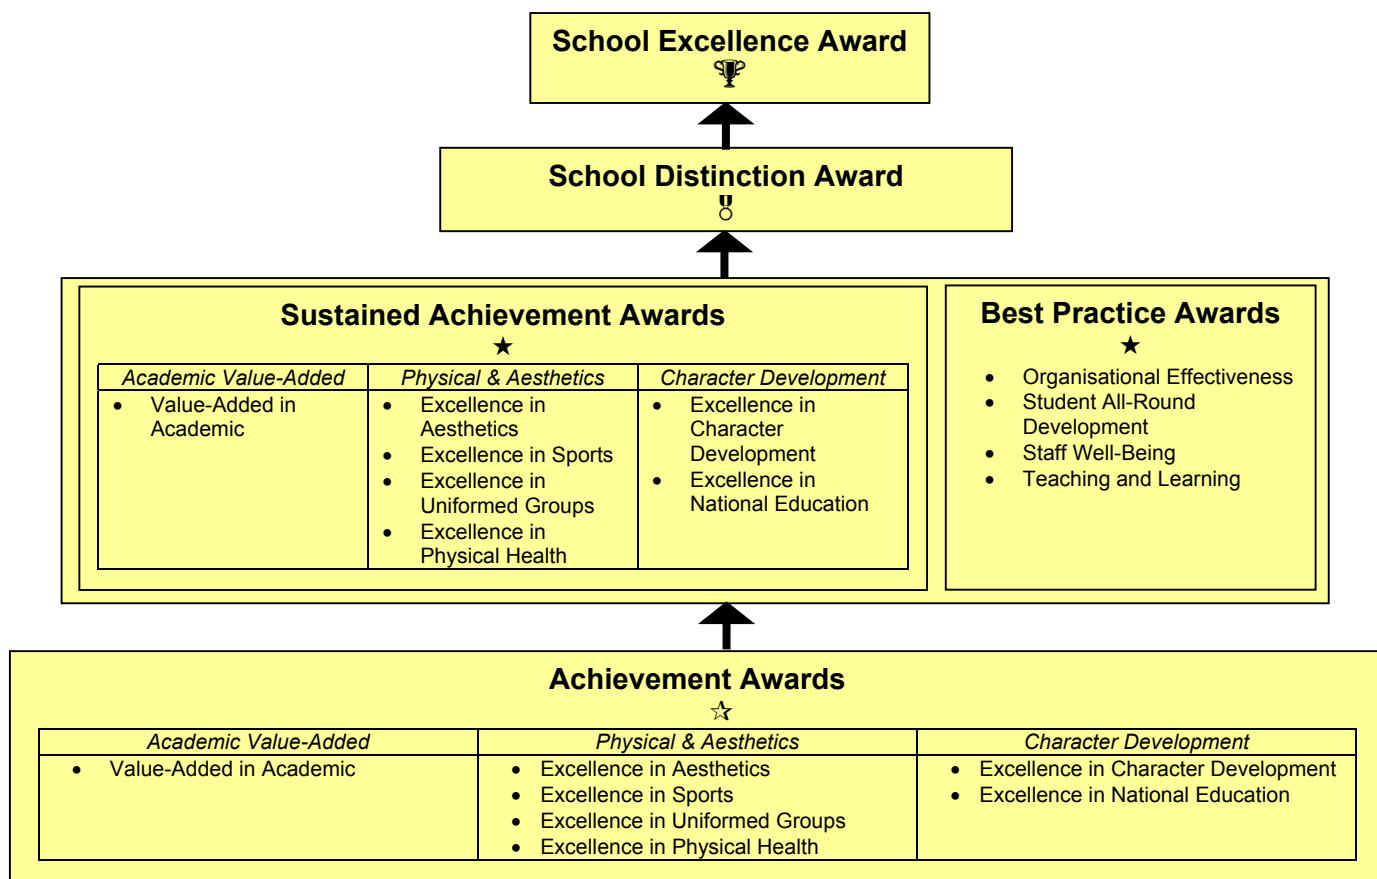 School Excellence Award
School Distinction Award
Sustained Achievement Awards
★
Academic Value-Added
• Value-Added in
Academic
Physical & Aesthetics
• Excellence in
Aesthetics
• Excellence in Sports
• Excellence in
Uniformed Groups
• Excellence in
Physical Health
Character Development
• Excellence in
Character
Development
• Excellence in
National Education
Best Practice Awards
★
• Organisational Effectiveness
• Student All-Round
Development
• Staff Well-Being
• Teaching and Learning
Achievement Awards
☆
Academic Value-Added
• Value-Added in Academic
Physical & Aesthetics
• Excellence in Aesthetics
• Excellence in Sports
• Excellence in Uniformed Groups
• Excellence in Physical Health
Character Development
• Excellence in Character Development
• Excellence in National Education